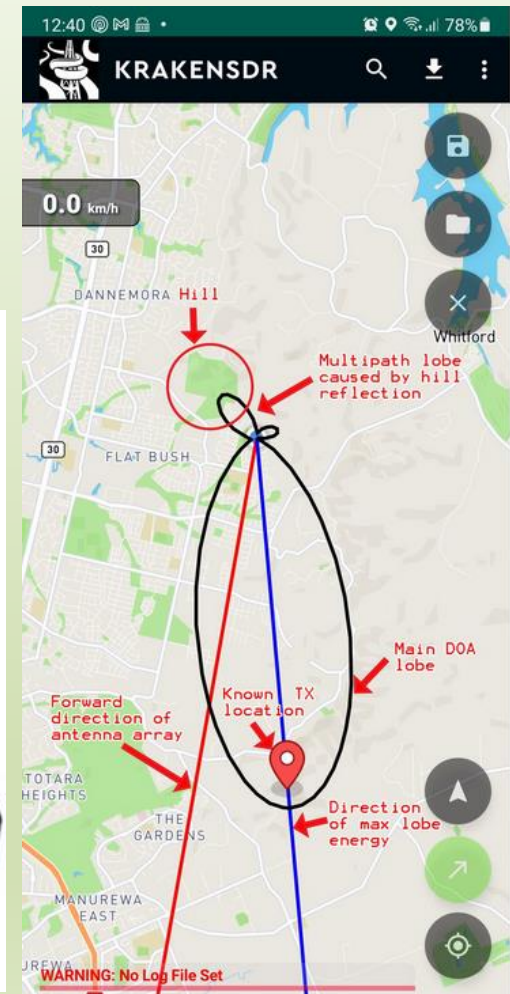 12:40
78%
KRAKENSDR
0.0 km/h
30
DANNEMORA
Hill
Whitford
Multipath lobe
caused by hill
reflection
30
FLAT BUSH
Main DOA
lobe
Forward
direction of
antenna array
Known TX
location
TOTARA
HEIGHTS
THE
GARDENS
Direction
of max lobe
energy
MANUREWA
EAST
UREWA
WARNING: No Log File Set